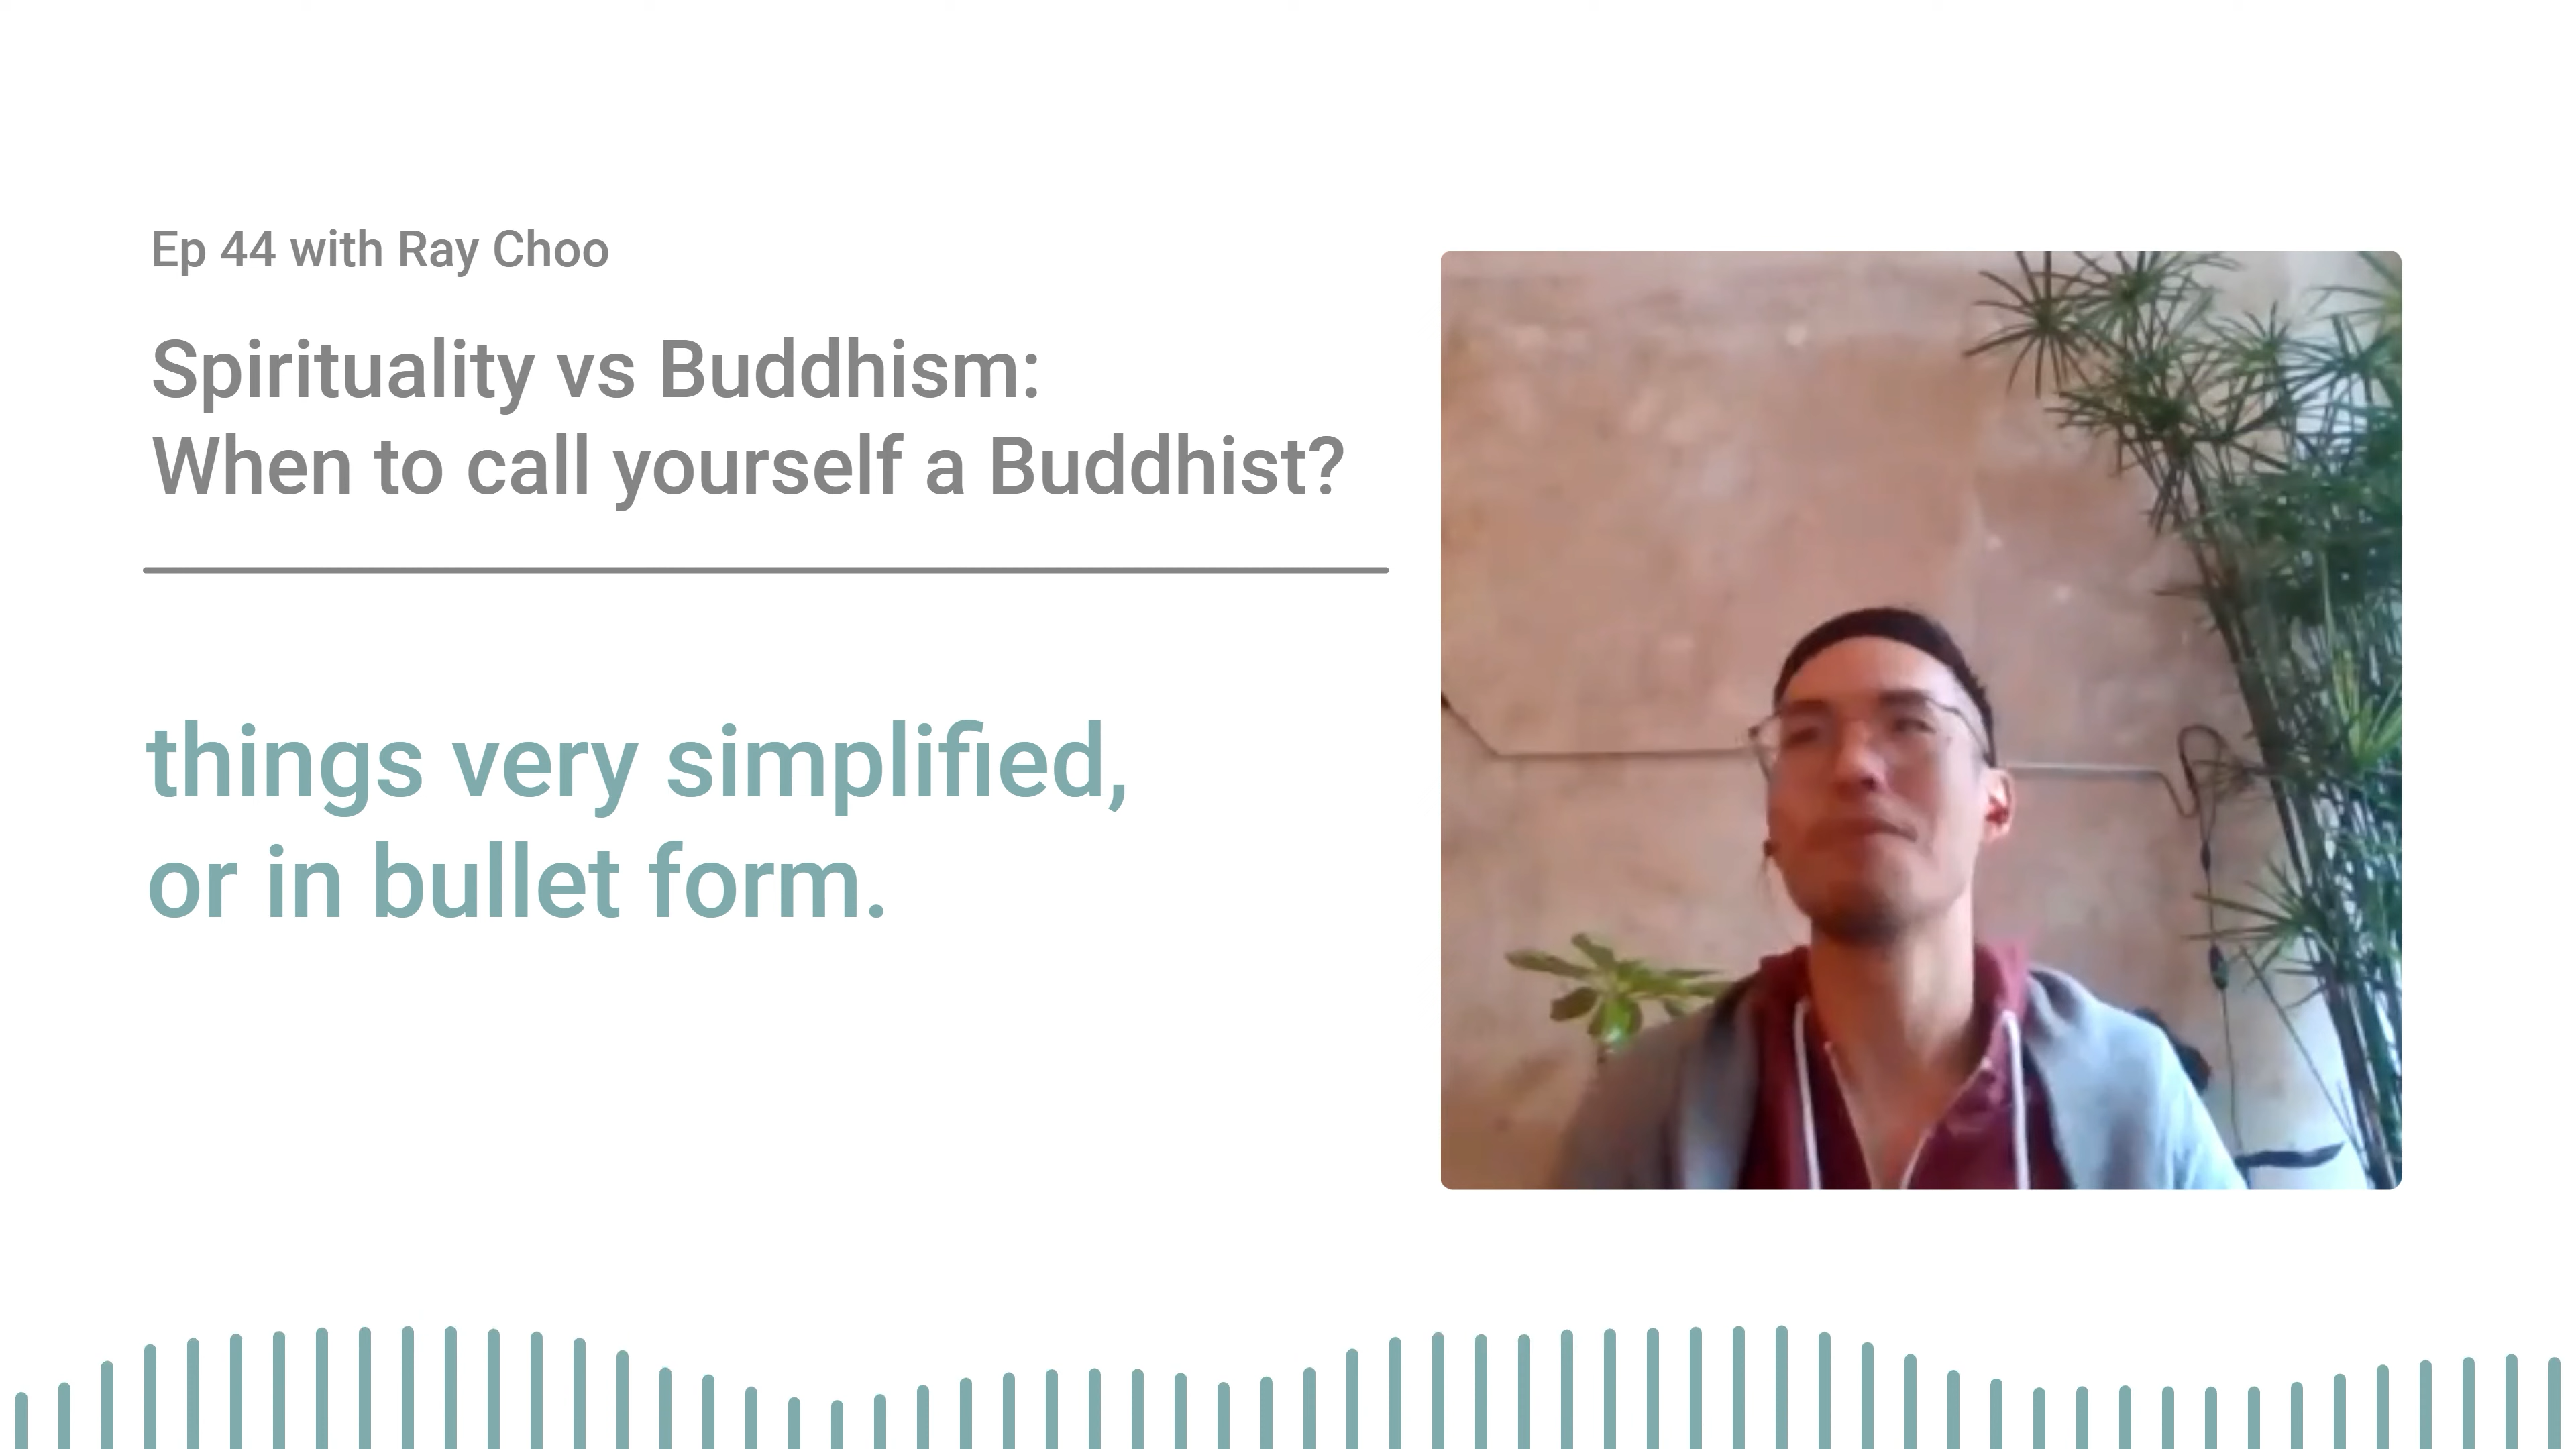 Ep 44 with Ray Choo
Spirituality vs Buddhism:
When to call yourself a Buddhist?
things very simplified,
or in bullet form.